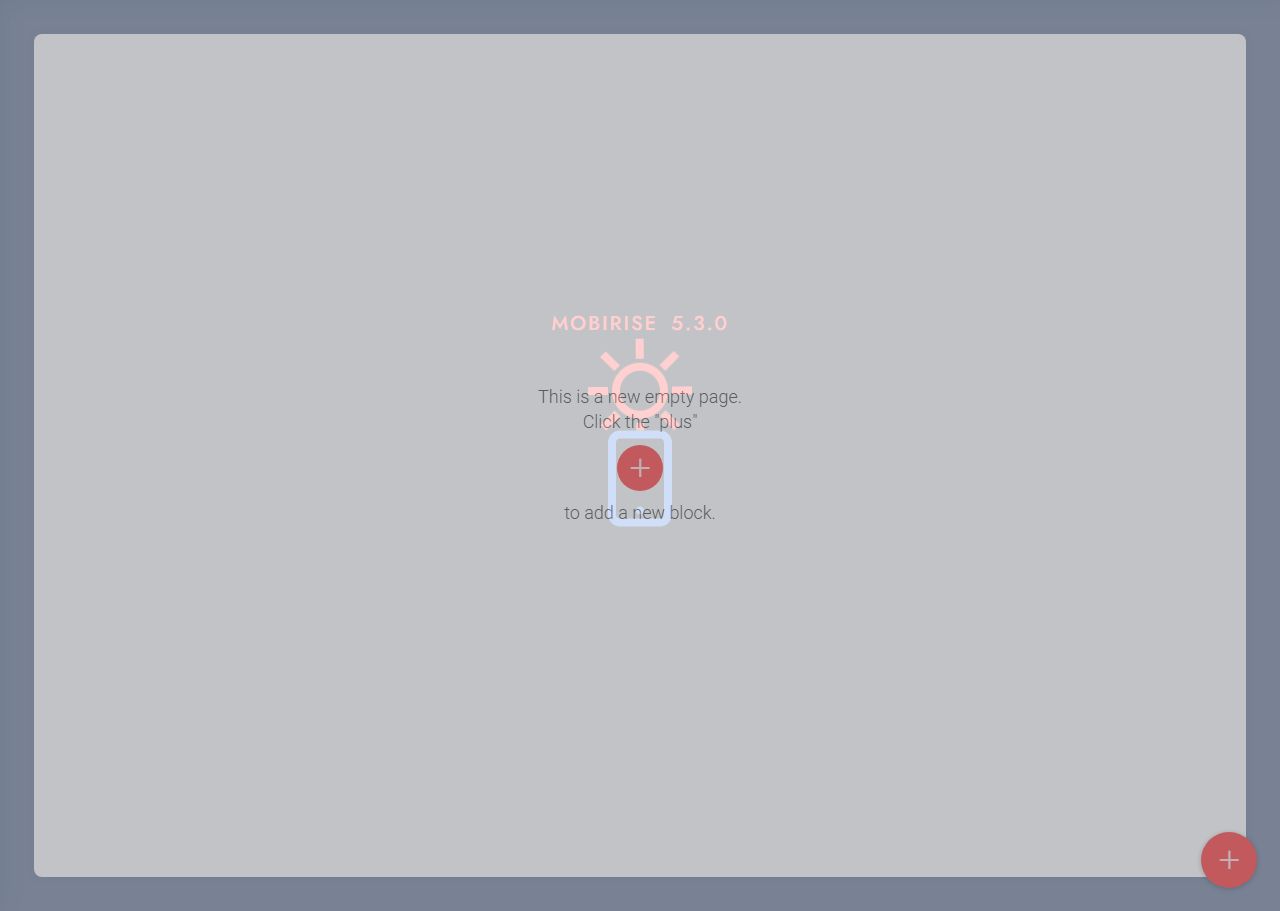 MOBIRISE 5.3.0
This is a new empty page.
Click the "plus"
to add a new block.